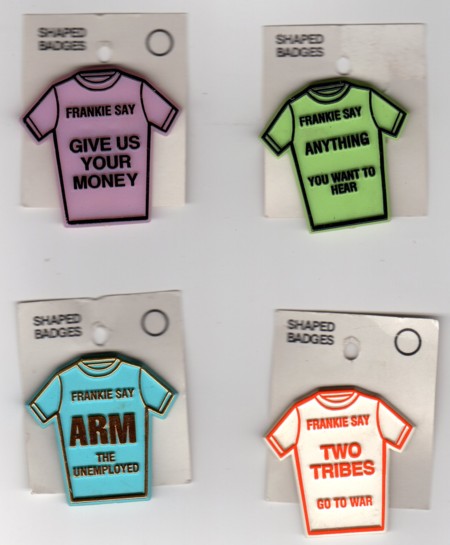 SHAPED
BADGES
FRANKIE SAY
GIVE US
YOUR
MONEY
SHAPED
BADGES
FRANKIE SAY
ANYTHING
YOU WANT TO
HEAR
SHAPED
BADGES
FRANKIE SAY
ARM
THE
UNEMPLOYED
SHAPED
BADGES
FRANKIE SAY
TWO
TRIBES
GO TO WAR